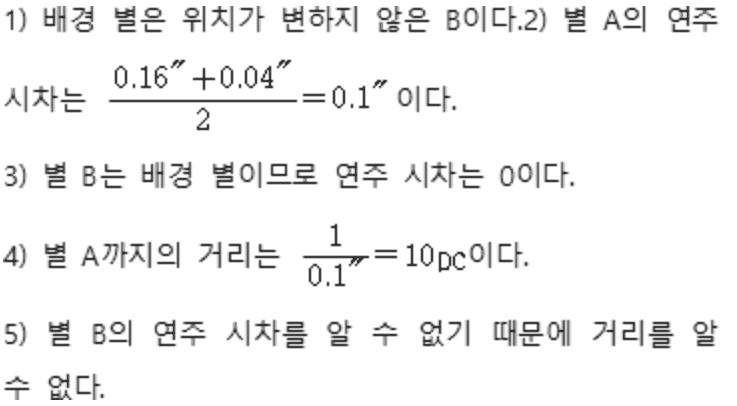 1) 배경 별은 위치가 변하지 않은 B이다.2) 별 A의 연주
시차는 \frac{0.16″+0.04″}{2}=0.1″이다.
3) 별 B는 배경 별이므로 연주 시차는 0이다.
4) 별 A까지의 거리는 \frac{1}{0.1″}=10pc이다.
5) 별 B의 연주 시차를 알 수 없기 때문에 거리를 알
수 없다.